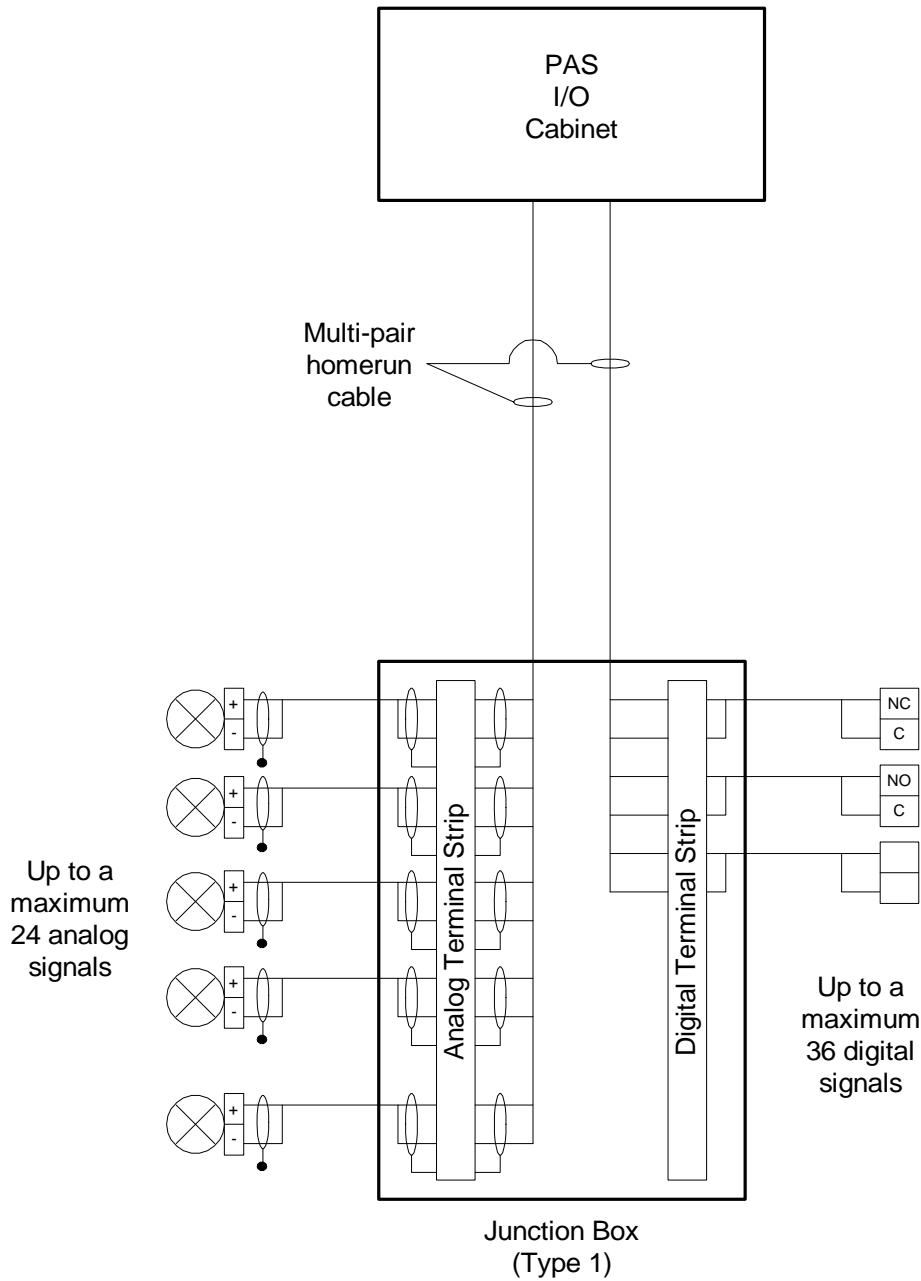 PAS
I/O
Cabinet
Multi-pair
homerun
cable
+
-
+
-
+
-
+
-
+
-
Up to a
maximum
24 analog
signals
Analog Terminal Strip
Digital Terminal Strip
NC
C
NO
C
Up to a
maximum
36 digital
signals
Junction Box
(Type 1)